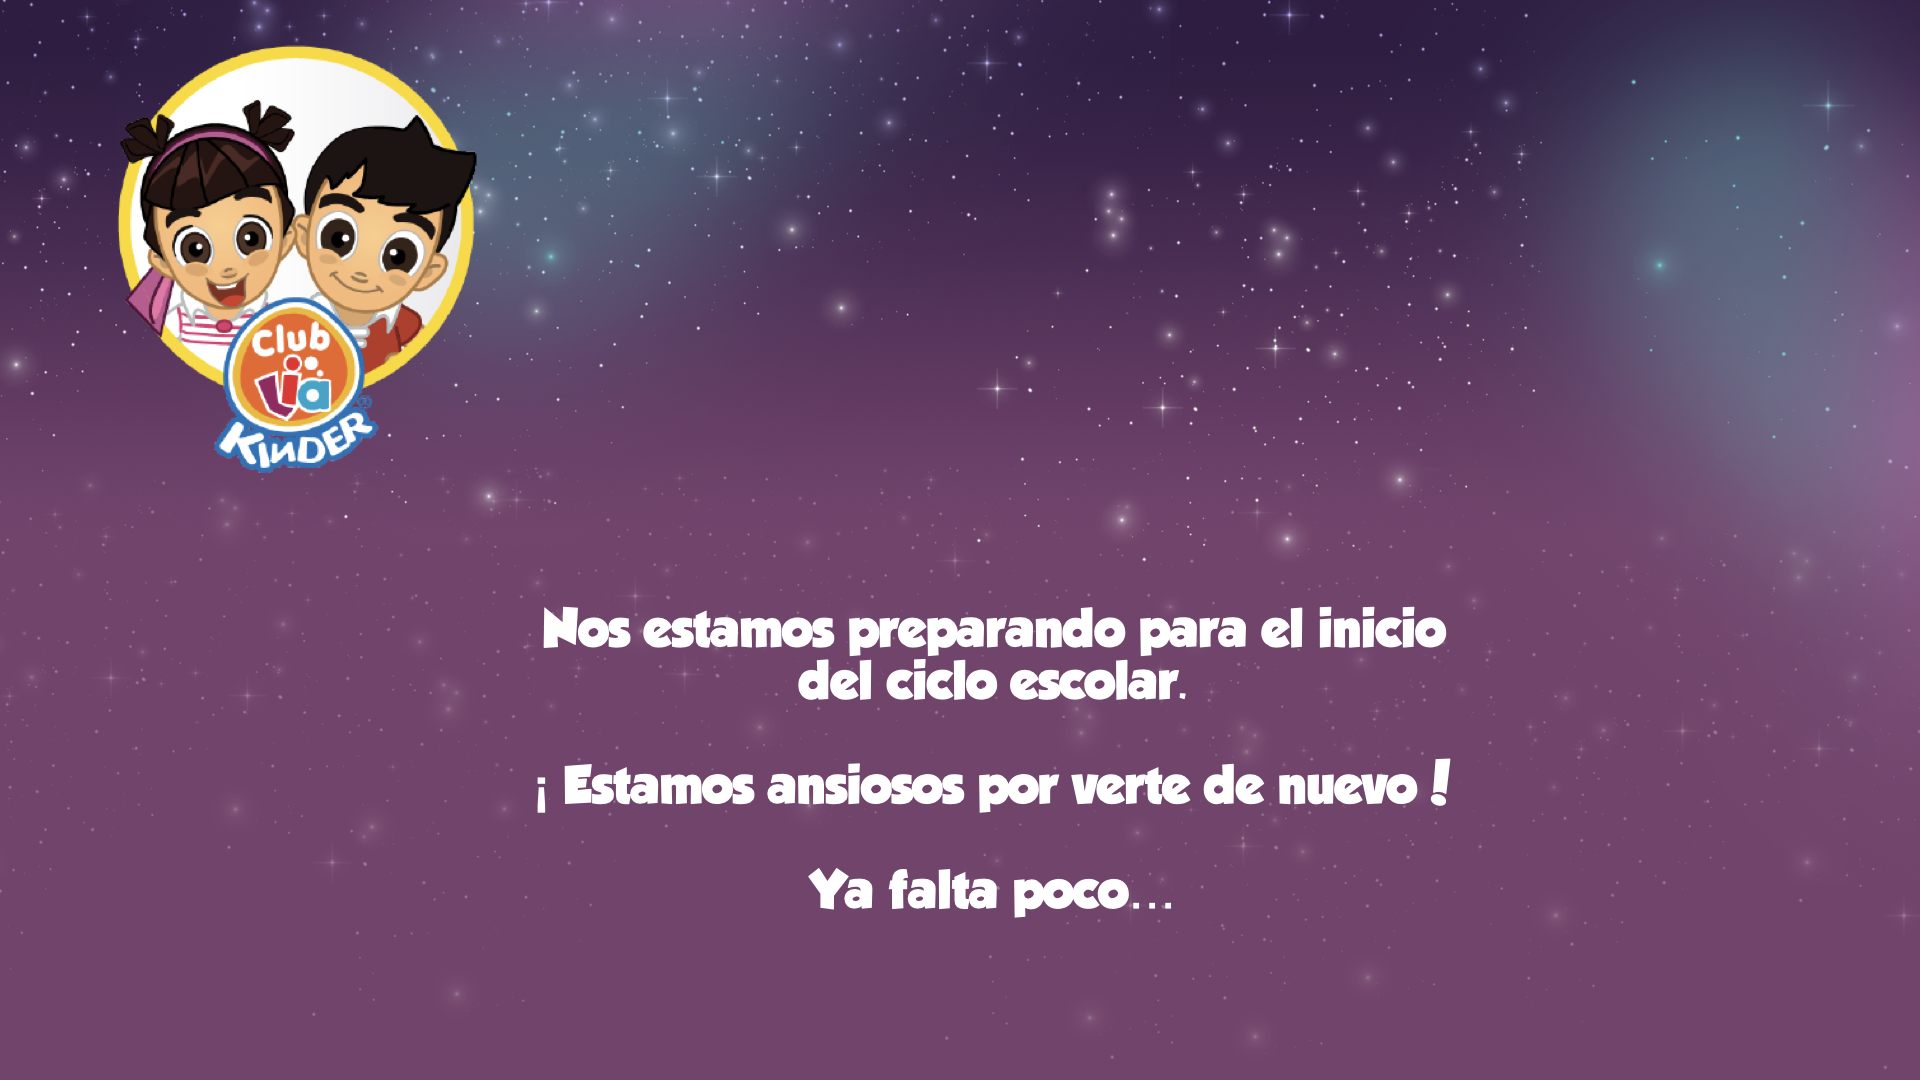 Club
Lia
KINDER
Nos estamos preparando para el inicio
del ciclo escolar.
¡ Estamos ansiosos por verte de nuevo !
Ya falta poco...